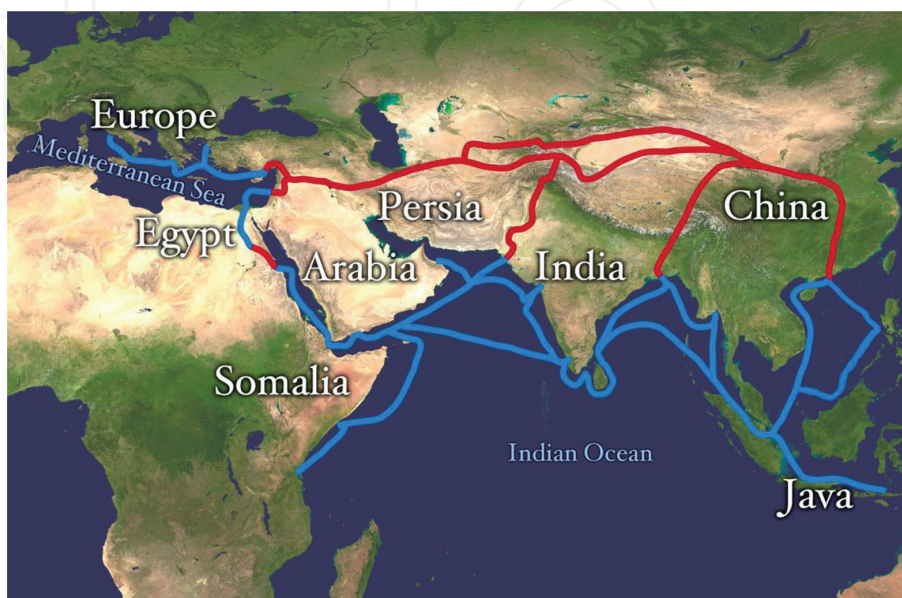 Europe
Mediterranean Sea
Egypt
Persia
China
Arabia
India
Somalia
Indian Ocean
Java